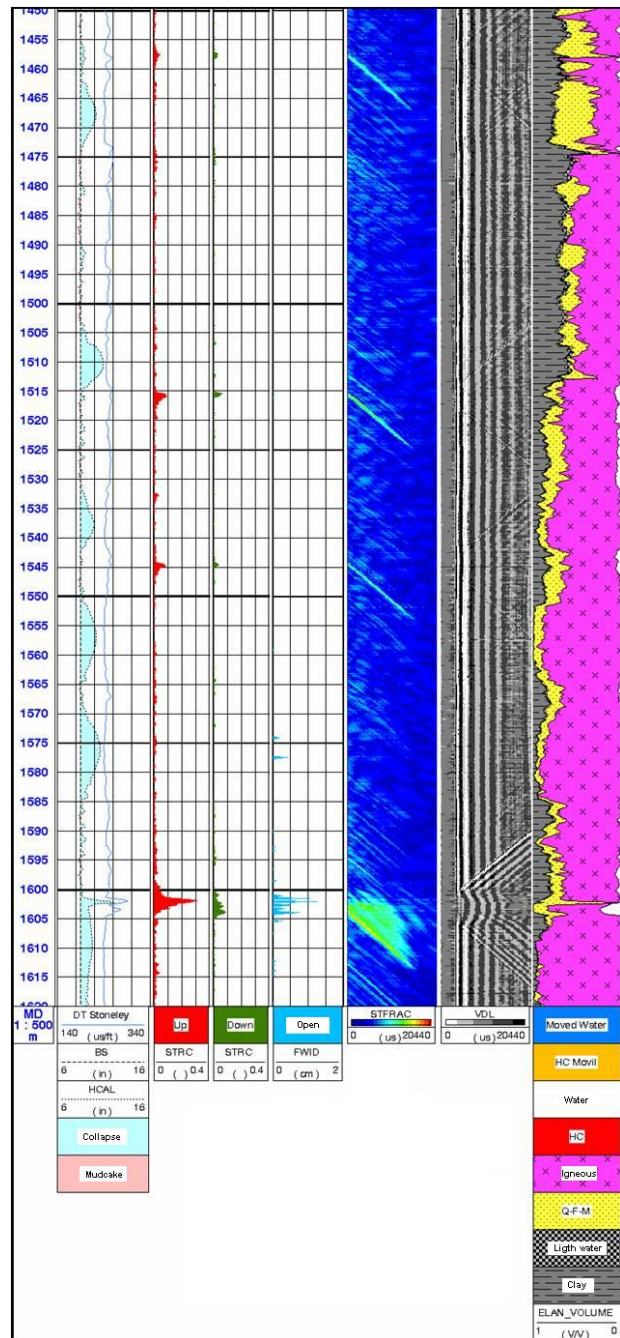 1450
1455
1460
1465
1470
1475
1480
1485
1490
1495
1500
1505
1510
1515
1520
1525
1530
1535
1540
1545
1550
1555
1560
1565
1570
1575
1580
1585
1590
1595
1600
1605
1610
1615
1620
MD
1 : 500
m
DT Stoneley
140 (us/ft) 340
BS
6 (in) 16
HCAL
6 (in) 16
Collapse
Mudcake
Up
STRC
0 ( ) 0.4
Down
STRC
0 ( ) 0.4
Open
FWID
0 (cm) 2
STFRAC
0 (us) 20440
VDL
0 (us) 20440
Moved Water
HC Movil
Water
HC
Igneous
Q-F-M
Ligth water
Clay
ELAN_VOLUME
1 (V/V) 0